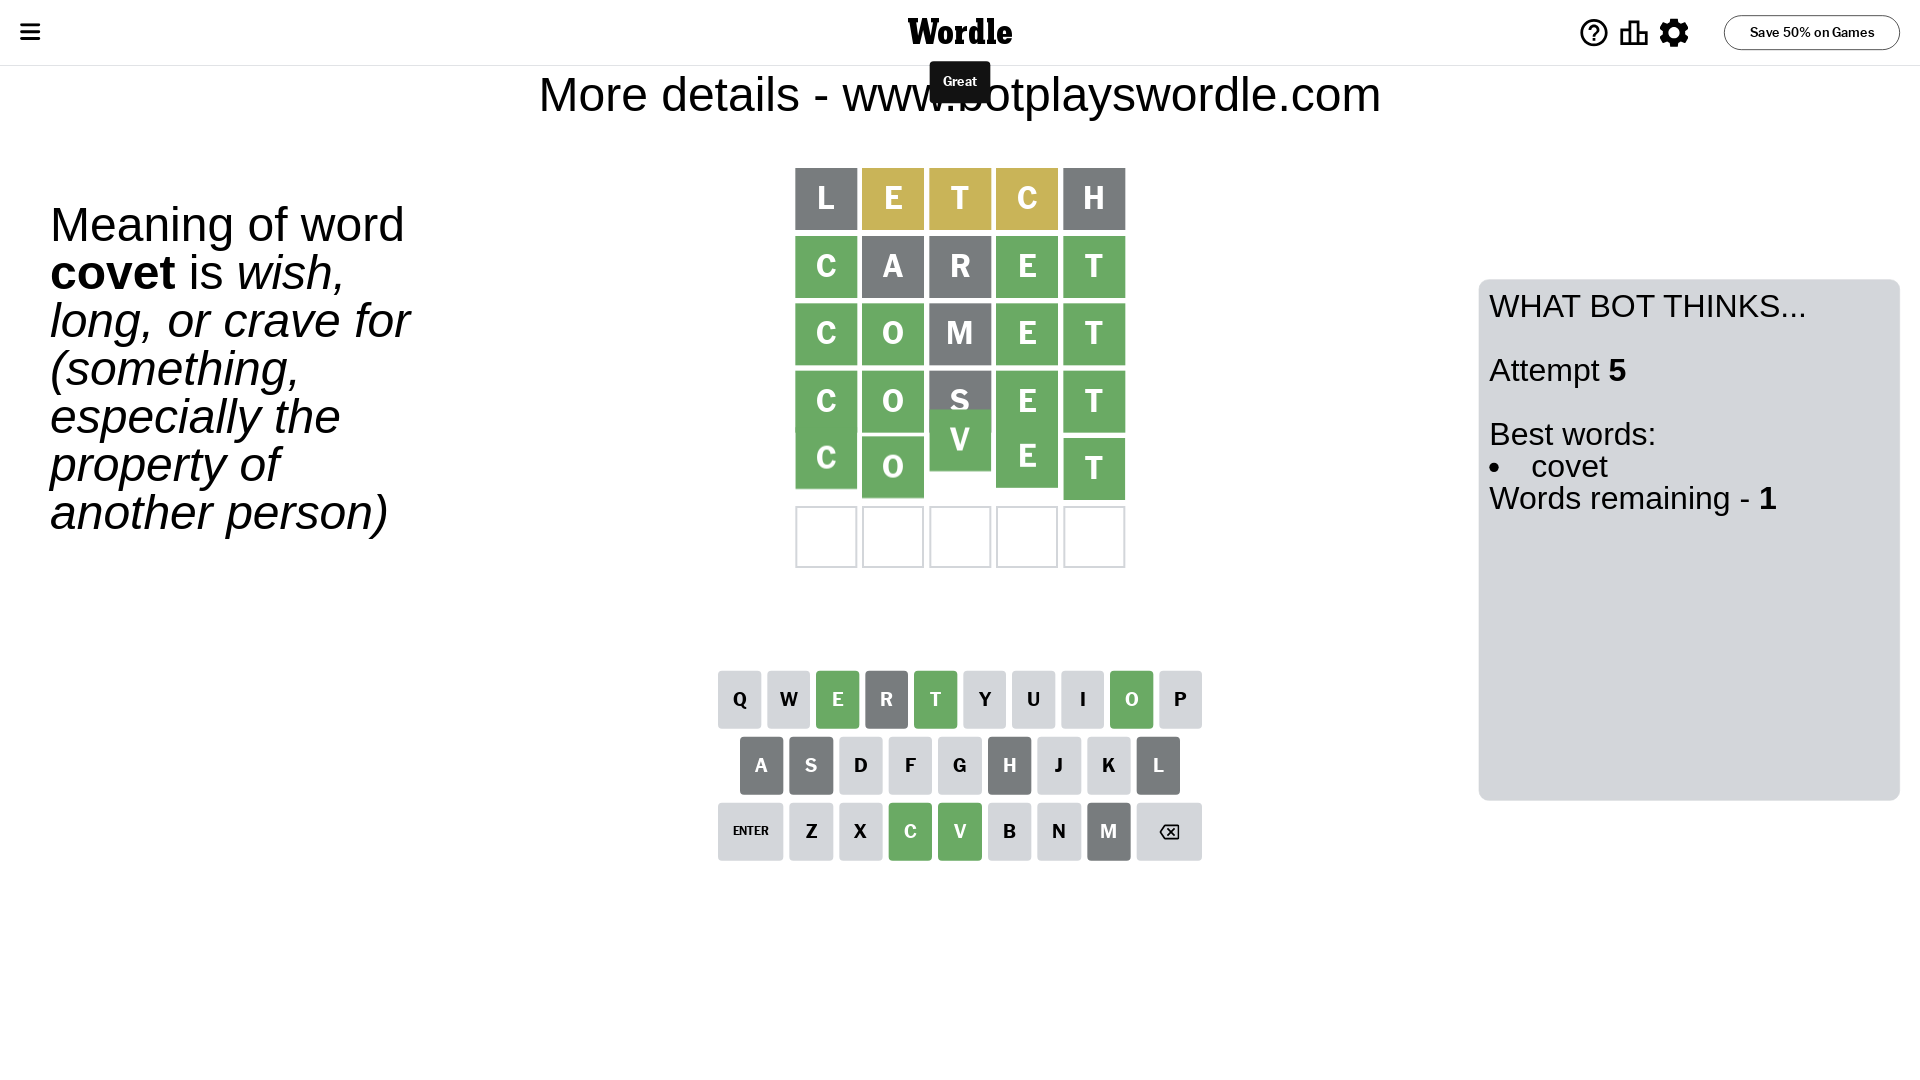 Wordle
Save 50% on Games
Great
More details - www.botplayswordle.com
Meaning of word
covet is wish,
long, or crave for
(something,
especially the
property of
another person)
L E T C H
C A R E T
C O M E T
C O S E T
C O V E T
WHAT BOT THINKS...
Attempt 5
Best words:
• covet
Words remaining - 1
Q W E R T Y U I O P
A S D F G H J K L
ENTER Z X C V B N M